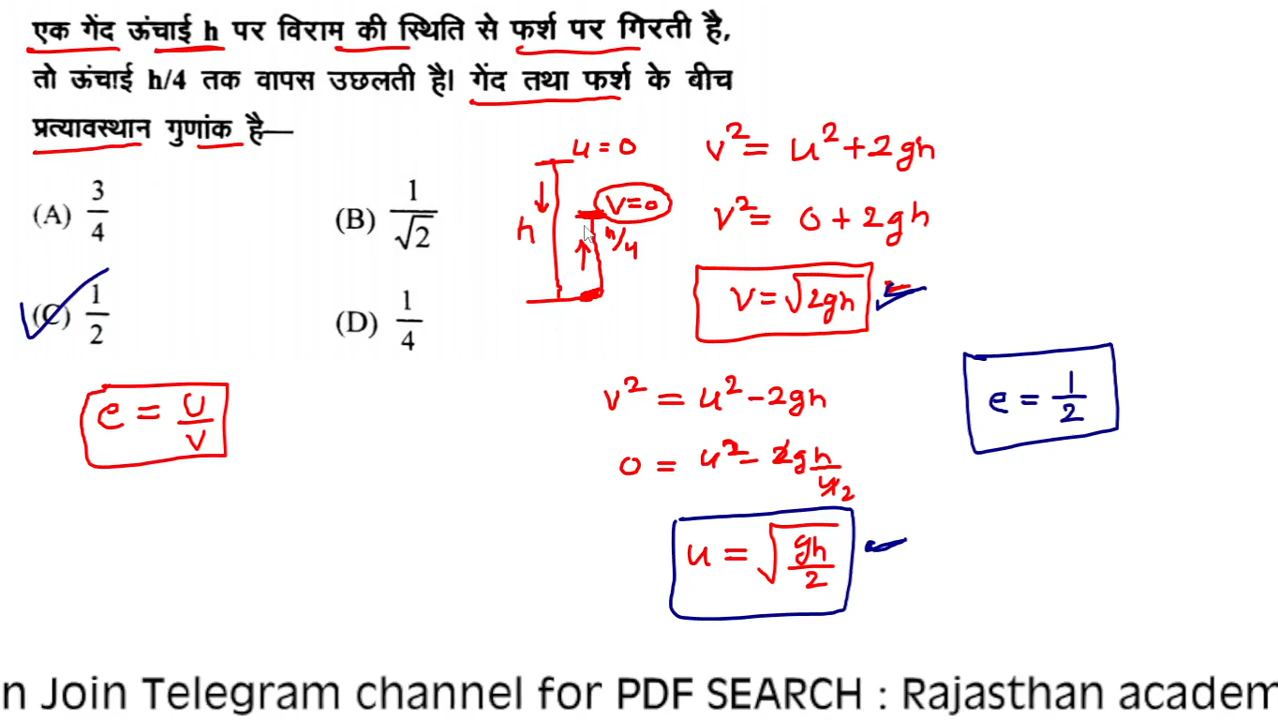 एक गेंद ऊंचाई h पर विराम की स्थिति से फर्श पर गिरती है,
तो ऊंचाई h/4 तक वापस उछलती है। गेंद तथा फर्श के बीच
प्रत्यावस्थान गुणांक है—
(A) 3/4
(B) 1/√2
(C) 1/2
(D) 1/4
e = u/v
u = 0
h
v=0
h/4
v² = u² + 2gh
v² = 0 + 2gh
v = √2gh
v² = u² - 2gh
0 = u² - 2gh/4 2
u = √gh/2
e = 1/2
n Join Telegram channel for PDF SEARCH : Rajasthan academ